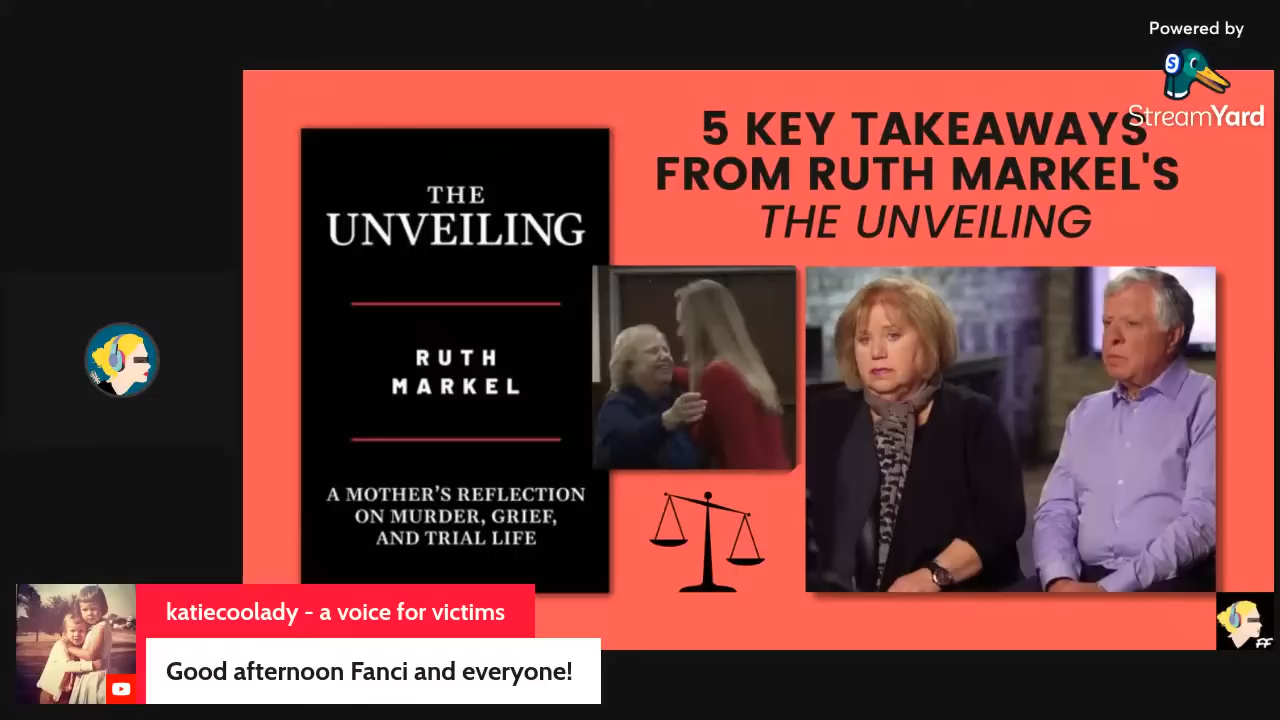 Powered by
S
StreamYard
5 KEY TAKEAWAYS
FROM RUTH MARKEL'S
THE UNVEILING
THE
UNVEILING
RUTH
MARKEL
A MOTHER'S REFLECTION
ON MURDER, GRIEF,
AND TRIAL LIFE
katiecoolady - a voice for victims
Good afternoon Fanci and everyone!